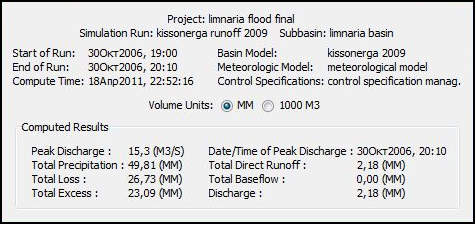 Project: limnaria flood final
Simulation Run: kissonerga runoff 2009 Subbasin: limnaria basin
Start of Run: 30Окт2006, 19:00 Basin Model: kissonerga 2009
End of Run: 30Окт2006, 20:10 Meteorologic Model: meteorological model
Compute Time: 18Апр2011, 22:52:16 Control Specifications: control specification manag.
Volume Units: MM 1000 M3
Computed Results
Peak Discharge : 15,3 (M3/S) Date/Time of Peak Discharge : 30Окт2006, 20:10
Total Precipitation : 49,81 (MM) Total Direct Runoff : 2,18 (MM)
Total Loss : 26,73 (MM) Total Baseflow : 0,00 (MM)
Total Excess : 23,09 (MM) Discharge : 2,18 (MM)